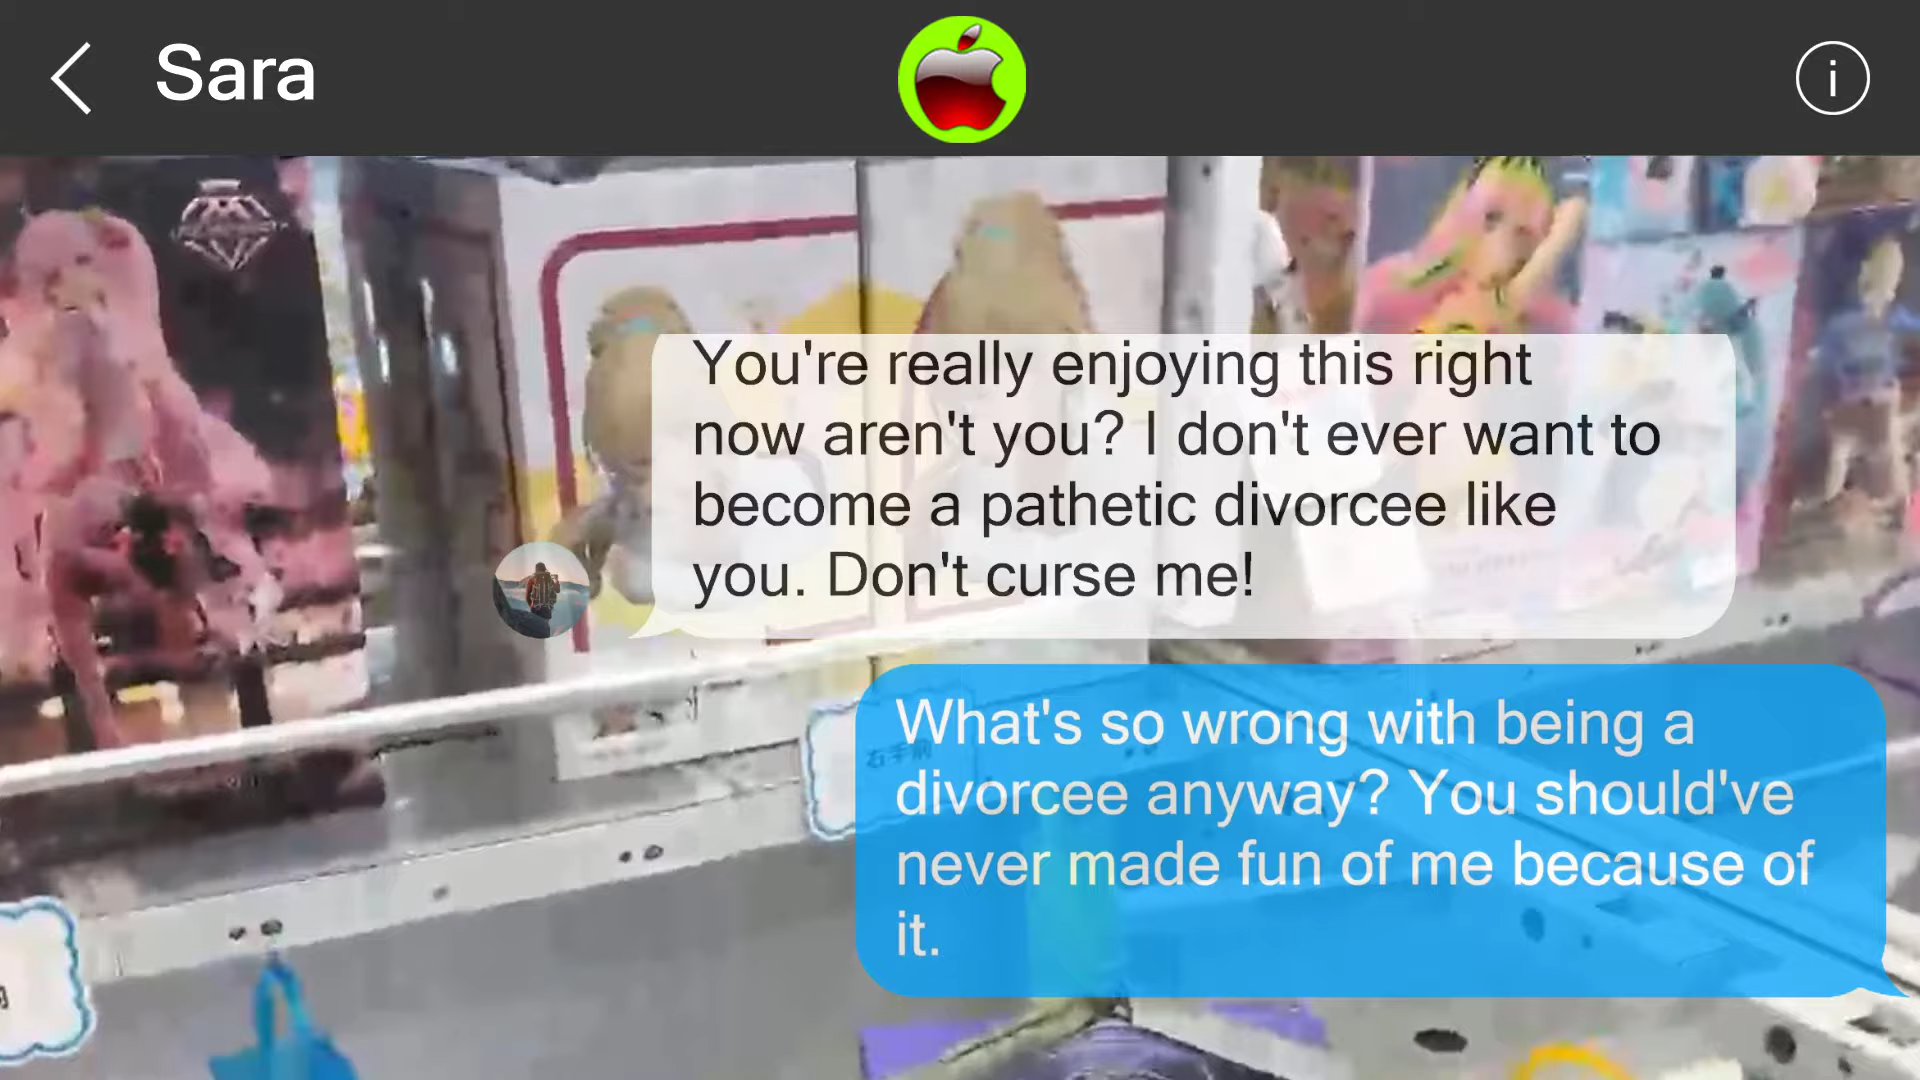 Sara
You're really enjoying this right
now aren't you? I don't ever want to
become a pathetic divorcee like
you. Don't curse me!
What's so wrong with being a
divorcee anyway? You should've
never made fun of me because of
it.